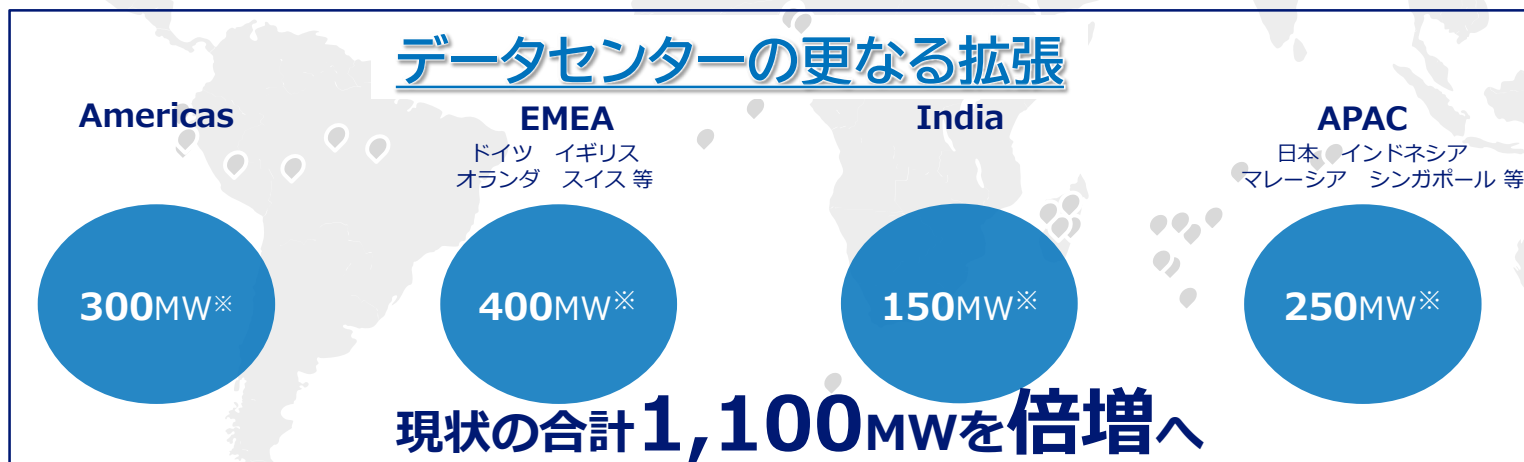 データセンターの更なる拡張
Americas
EMEA
ドイツ　イギリス
オランダ　スイス 等
India
APAC
日本　インドネシア
マレーシア　シンガポール 等
300MW※
400MW※
150MW※
250MW※
現状の合計1,100MWを倍増へ